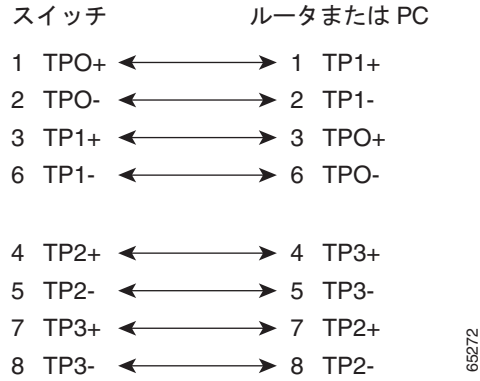 スイッチ ルータまたは PC
1 TPO+ 1 TP1+
2 TPO- 2 TP1-
3 TP1+ 3 TPO+
6 TP1- 6 TPO-
4 TP2+ 4 TP3+
5 TP2- 5 TP3-
7 TP3+ 7 TP2+
8 TP3- 8 TP2-
65272